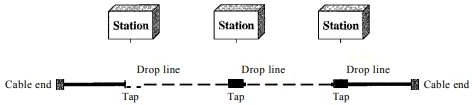 Station Station Station
Drop line Drop line Drop line
Cable end Cable end
Tap Tap Tap